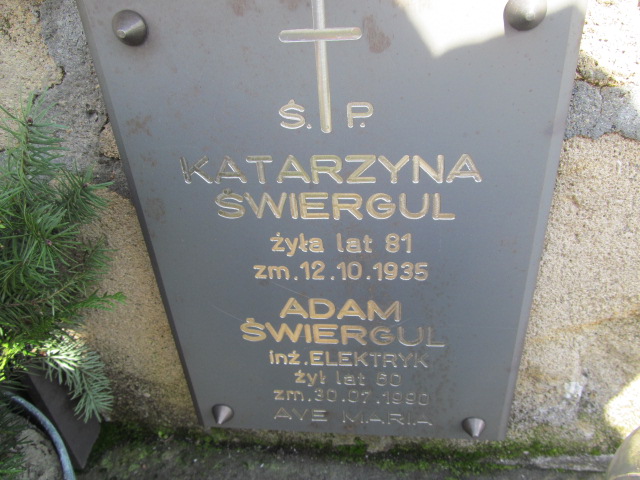 Ś. P.
KATARZYNA
ŚWIERGUL
żyła lat 81
zm.12.10.1935
ADAM
ŚWIERGUL
inż.ELEKTRYK
żył lat 60
zm.30.07.1990
AVE MARIA